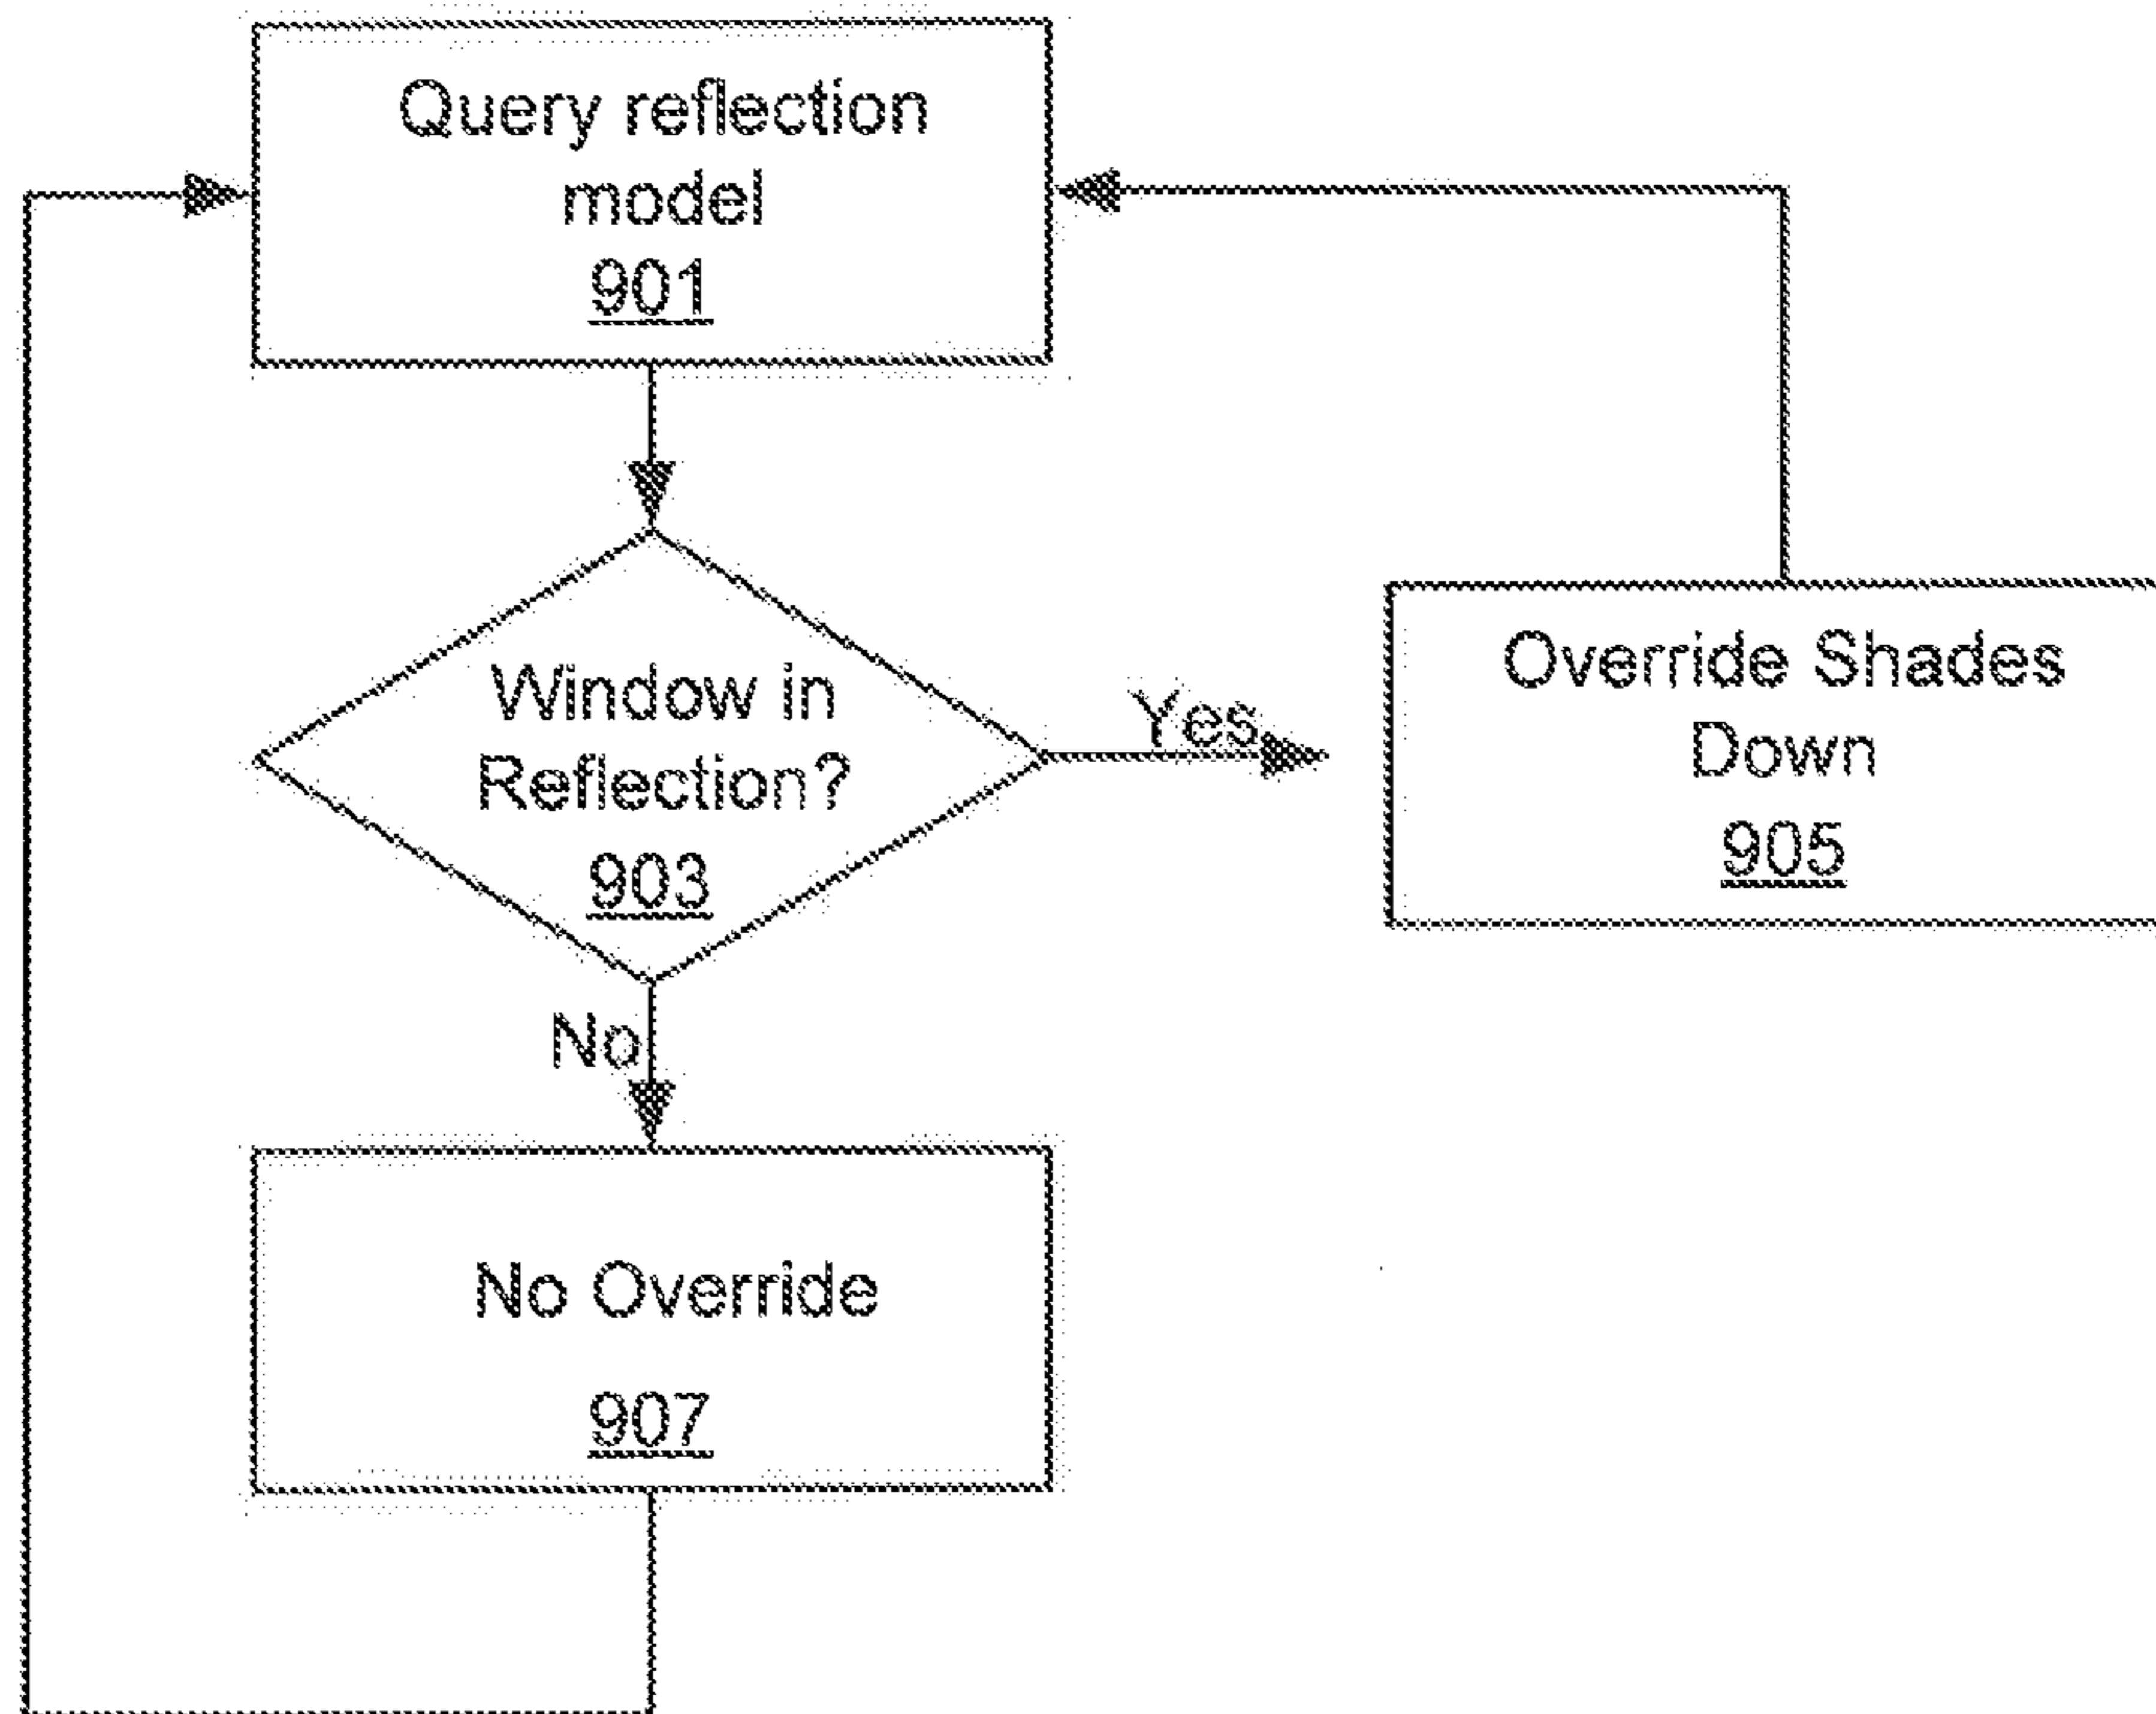 Query reflection
model
901
Window in
Reflection?
903
Yes
Override Shades
Down
905
No
No Override
907